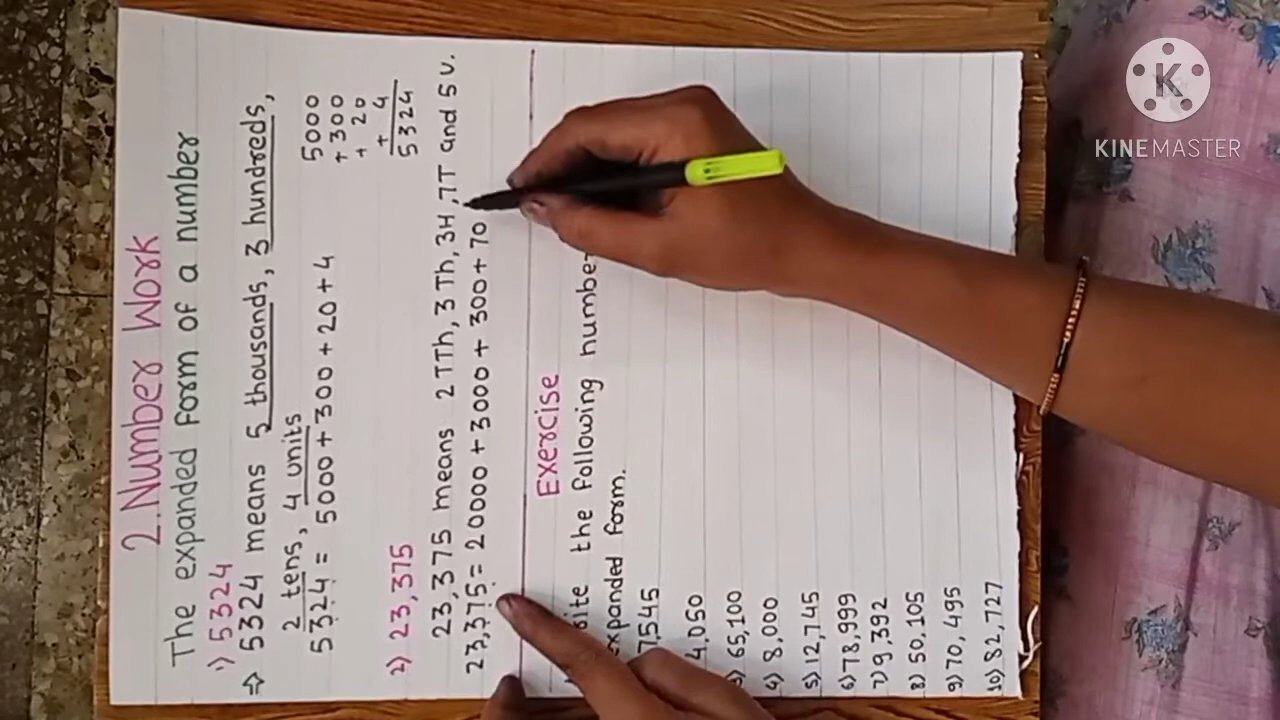 2. Number Work
The expanded form of a number
1) 5324
⇒ 5324 means 5 thousands, 3 hundreds,
2 tens, 4 units
5324 = 5000 + 300 + 20 + 4
5000
+ 300
+ 20
+ 4
5324
2) 23,375
23,375 means 2 TTh, 3 Th, 3H, 7T and 5 U.
23,375 = 20000 + 3000 + 300 + 70
Exercise
the following number
expanded form.
7,545
4,050
65,100
4) 8,000
5) 12,745
6) 78,999
7) 9,392
8) 50,105
9) 70,495
10) 82,727
K
KINEMASTER